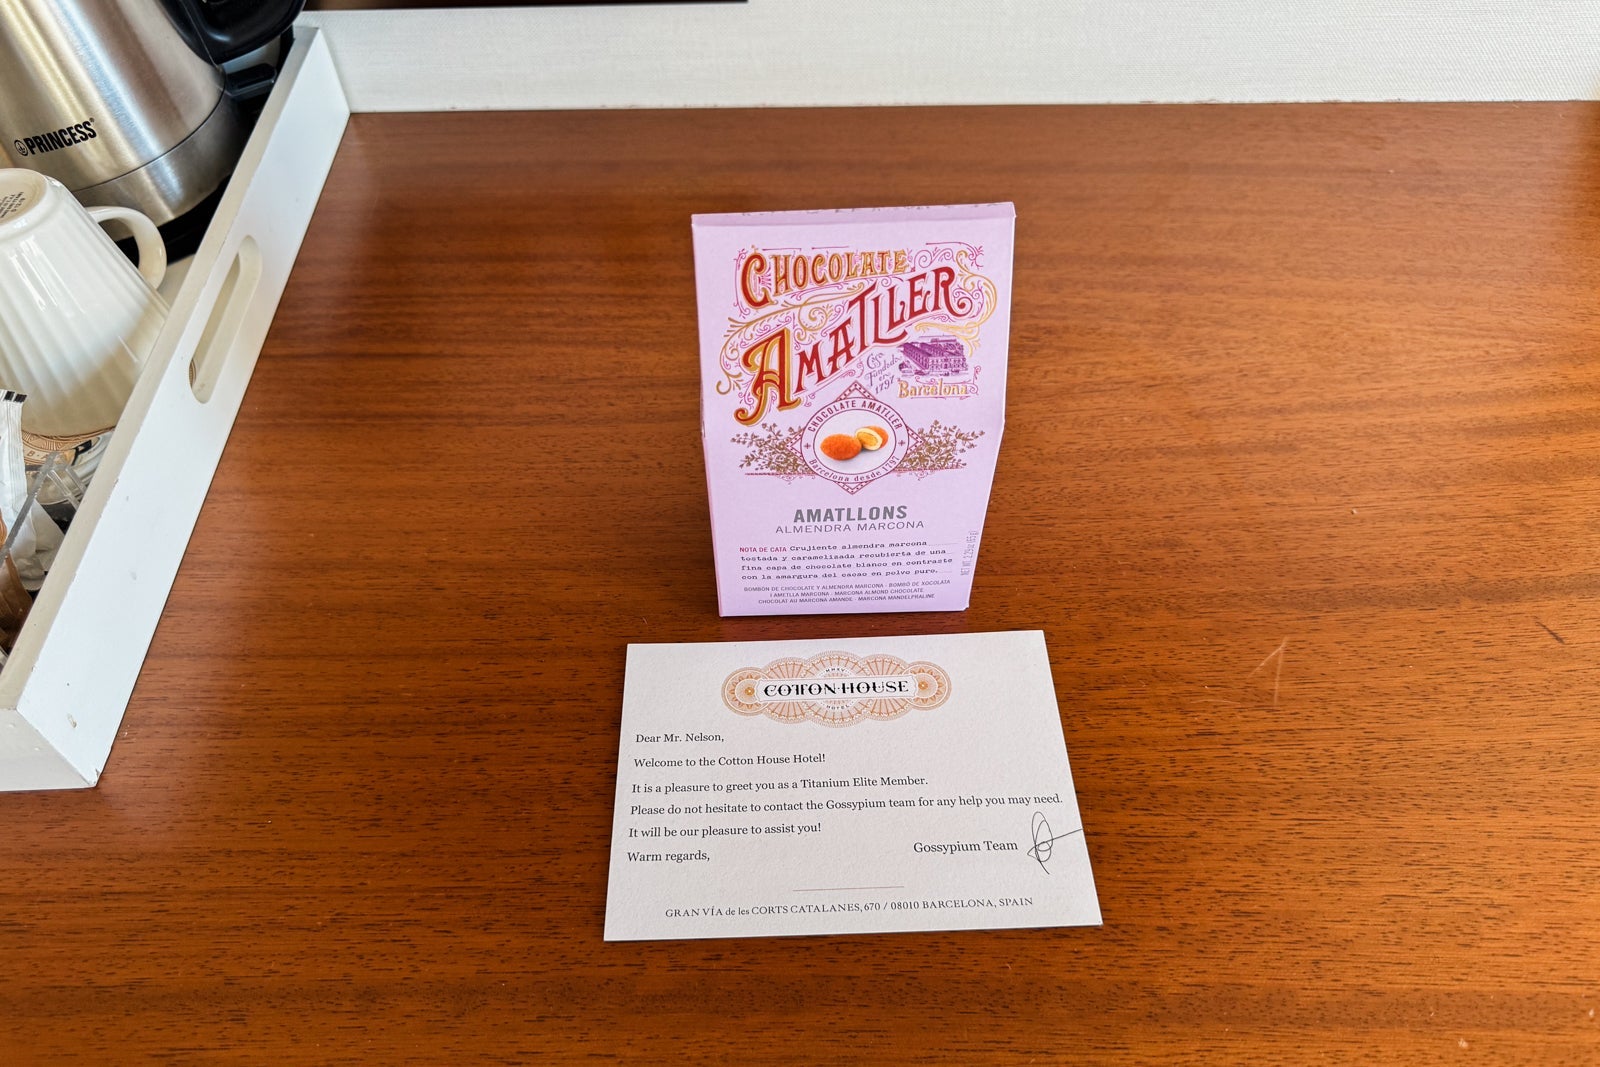 PRINCESS
CHOCOLATE
AMATLLER
Barcelona
CHOCOLATE AMATLLER
Barcelona desde 1797
AMATLLONS
ALMENDRA MARCONA
NOTA DE CATA Crujiente almendra marcona
tostada y caramelizada recubierta de una
fina capa de chocolate blanco en contraste
con la amargura del cacao en polvo puro.
BOMBÓN DE CHOCOLATE Y ALMENDRA MARCONA · BOMBÓ DE XOCOLATA
I AMETLLA MARCONA · MARCONA ALMOND CHOCOLATE
CHOCOLAT AU MARCONA AMANDE · MARCONA MANDELPRALINE
MMXV
COTTON HOUSE
HOTEL
Dear Mr. Nelson,
Welcome to the Cotton House Hotel!
It is a pleasure to greet you as a Titanium Elite Member.
Please do not hesitate to contact the Gossypium team for any help you may need.
It will be our pleasure to assist you!
Warm regards,
Gossypium Team
GRAN VÍA de les CORTS CATALANES, 670 / 08010 BARCELONA, SPAIN